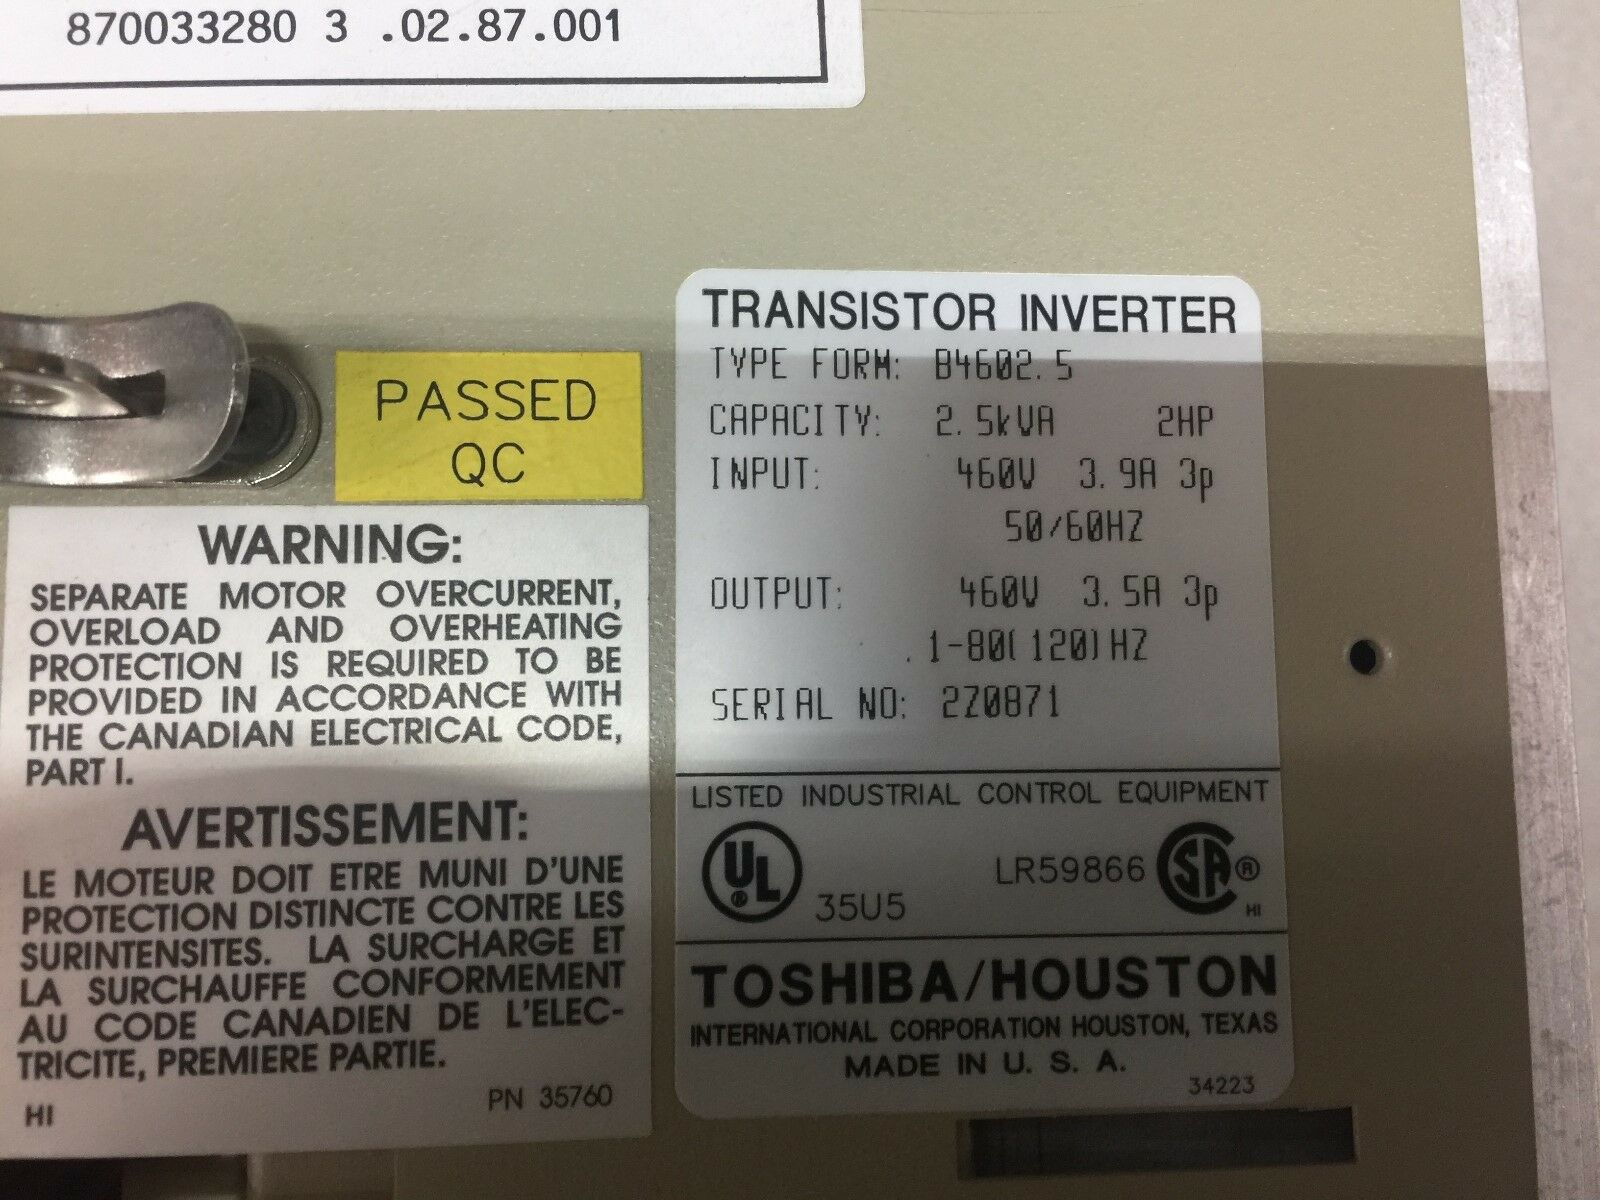 870033280 3 .02.87.001
PASSED
QC
WARNING:
SEPARATE MOTOR OVERCURRENT,
OVERLOAD AND OVERHEATING
PROTECTION IS REQUIRED TO BE
PROVIDED IN ACCORDANCE WITH
THE CANADIAN ELECTRICAL CODE,
PART I.
AVERTISSEMENT:
LE MOTEUR DOIT ETRE MUNI D'UNE
PROTECTION DISTINCTE CONTRE LES
SURINTENSITES. LA SURCHARGE ET
LA SURCHAUFFE CONFORMEMENT
AU CODE CANADIEN DE L'ELEC-
TRICITE, PREMIERE PARTIE.
HI PN 35760
TRANSISTOR INVERTER
TYPE FORM: B4602.5
CAPACITY: 2.5kVA 2HP
INPUT: 460V 3.9A 3p
50/60HZ
OUTPUT: 460V 3.5A 3p
.1-80(120)HZ
SERIAL NO: 2Z0871
LISTED INDUSTRIAL CONTROL EQUIPMENT
UL® 35U5 LR59866 SA® HI
TOSHIBA/HOUSTON
INTERNATIONAL CORPORATION HOUSTON, TEXAS
MADE IN U. S. A.
34223